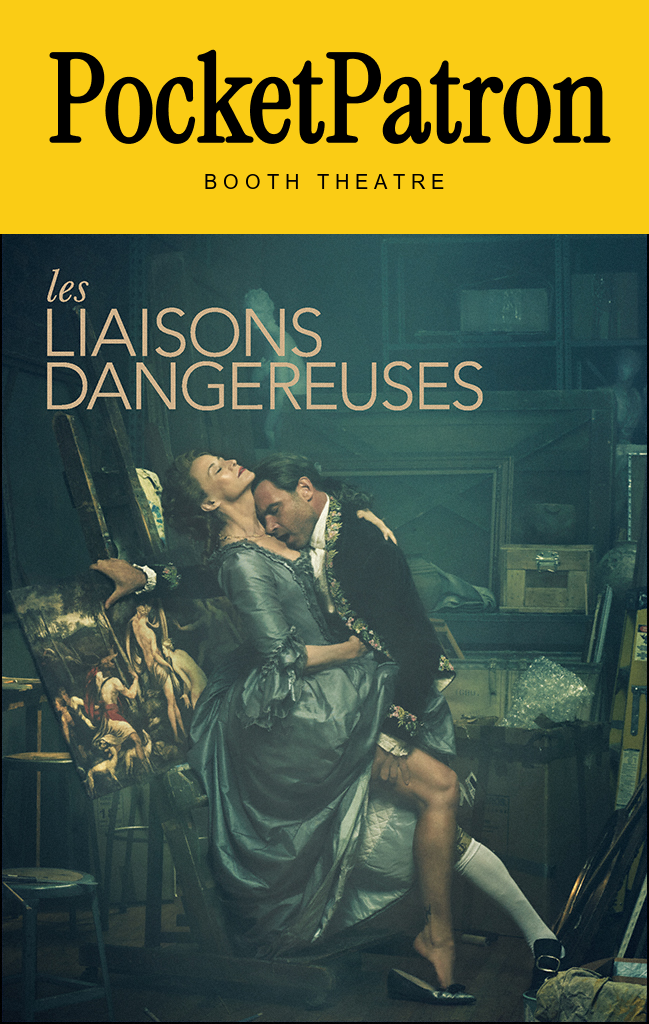 PocketPatron
BOOTH THEATRE
les
LIAISONS
DANGEREUSES